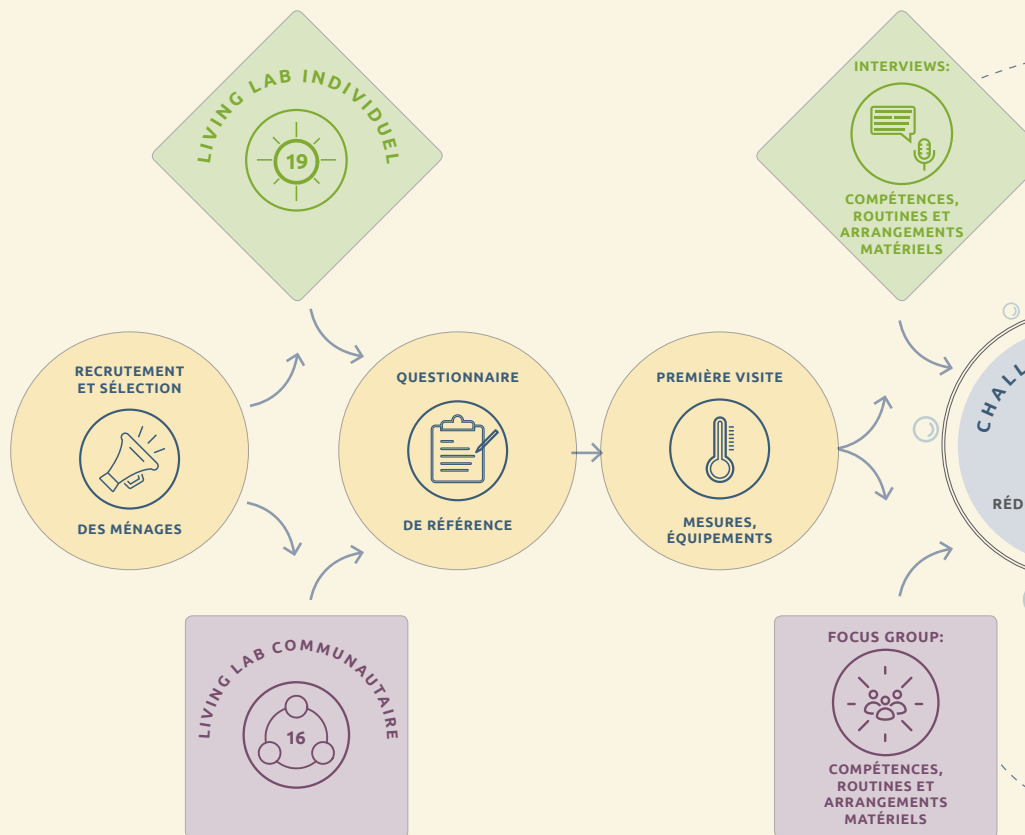 LIVING LAB INDIVIDUEL
19
INTERVIEWS:
COMPÉTENCES,
ROUTINES ET
ARRANGEMENTS
MATÉRIELS
RECRUTEMENT
ET SÉLECTION
DES MÉNAGES
QUESTIONNAIRE
DE RÉFÉRENCE
PREMIÈRE VISITE
MESURES,
ÉQUIPEMENTS
CHALL
RÉD
LIVING LAB COMMUNAUTAIRE
16
FOCUS GROUP:
COMPÉTENCES,
ROUTINES ET
ARRANGEMENTS
MATÉRIELS